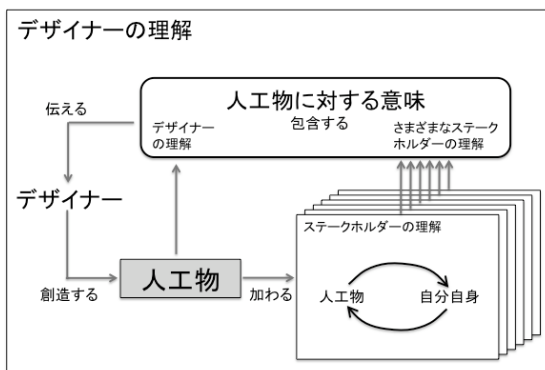 デザイナーの理解
人工物に対する意味
包含する
デザイナー
の理解
さまざまなステーク
ホルダーの理解
伝える
デザイナー
創造する
人工物
加わる
ステークホルダーの理解
人工物
自分自身